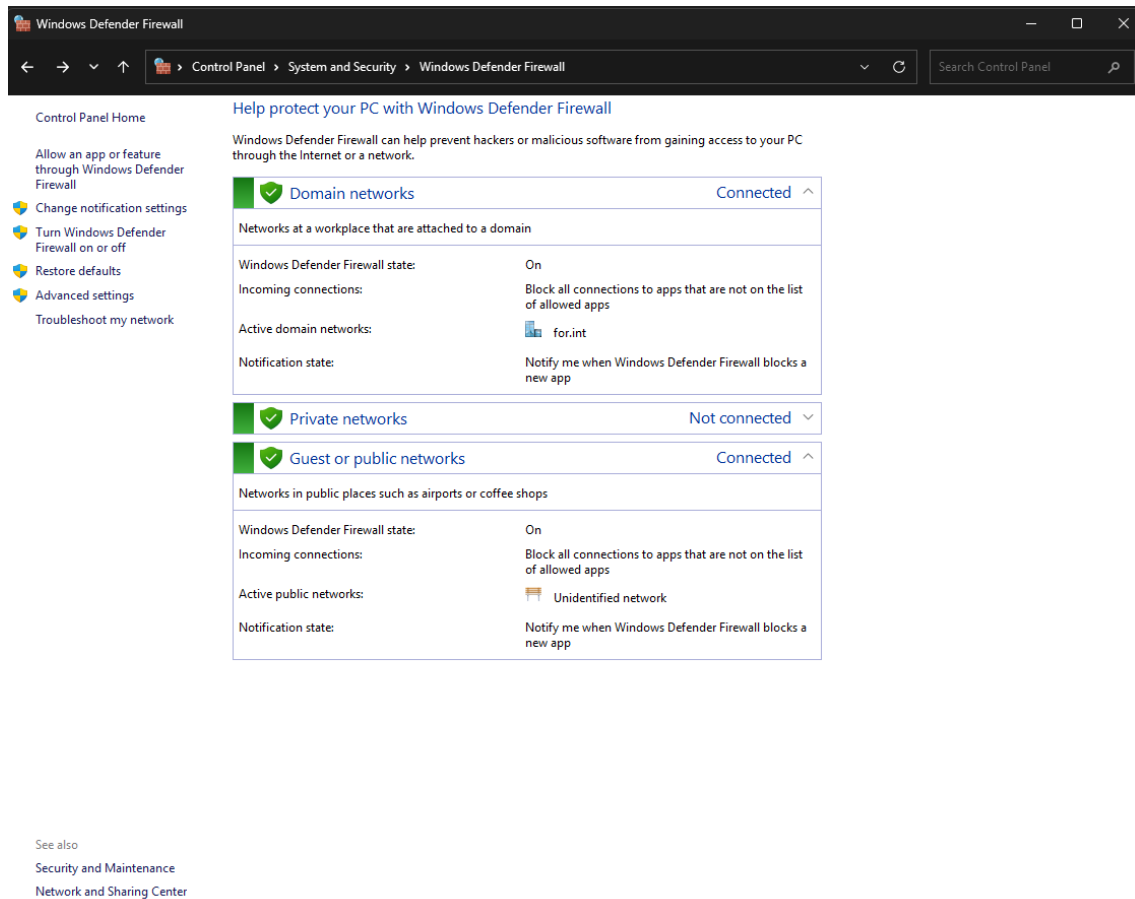 Windows Defender Firewall
Control Panel › System and Security › Windows Defender Firewall
Search Control Panel
Control Panel Home
Allow an app or feature
through Windows Defender
Firewall
Change notification settings
Turn Windows Defender
Firewall on or off
Restore defaults
Advanced settings
Troubleshoot my network
Help protect your PC with Windows Defender Firewall
Windows Defender Firewall can help prevent hackers or malicious software from gaining access to your PC
through the Internet or a network.
Domain networks Connected
Networks at a workplace that are attached to a domain
Windows Defender Firewall state: On
Incoming connections: Block all connections to apps that are not on the list
of allowed apps
Active domain networks: for.int
Notification state: Notify me when Windows Defender Firewall blocks a
new app
Private networks Not connected
Guest or public networks Connected
Networks in public places such as airports or coffee shops
Windows Defender Firewall state: On
Incoming connections: Block all connections to apps that are not on the list
of allowed apps
Active public networks: Unidentified network
Notification state: Notify me when Windows Defender Firewall blocks a
new app
See also
Security and Maintenance
Network and Sharing Center